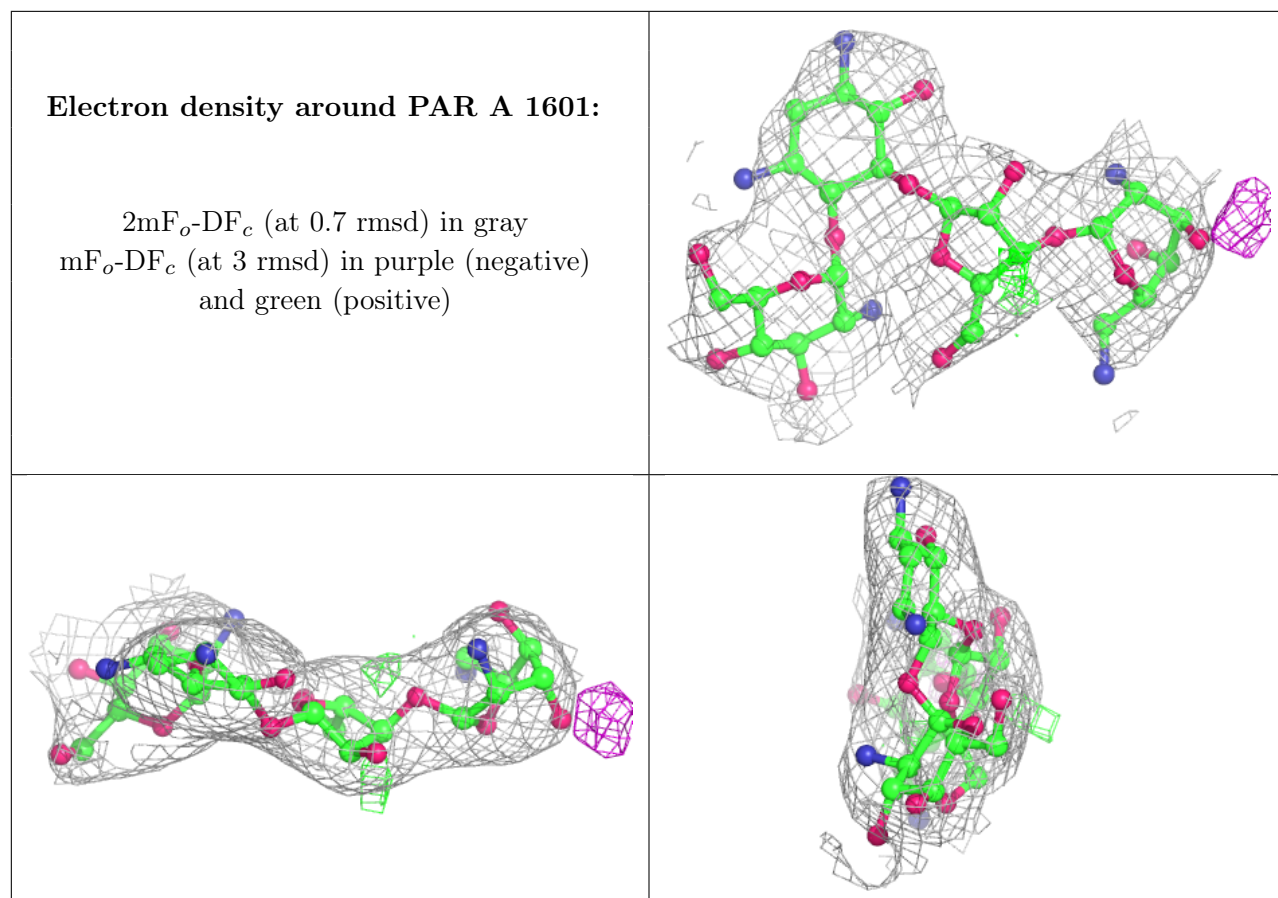 Electron density around PAR A 1601:
2mFo-DFc (at 0.7 rmsd) in gray
mFo-DFc (at 3 rmsd) in purple (negative)
and green (positive)